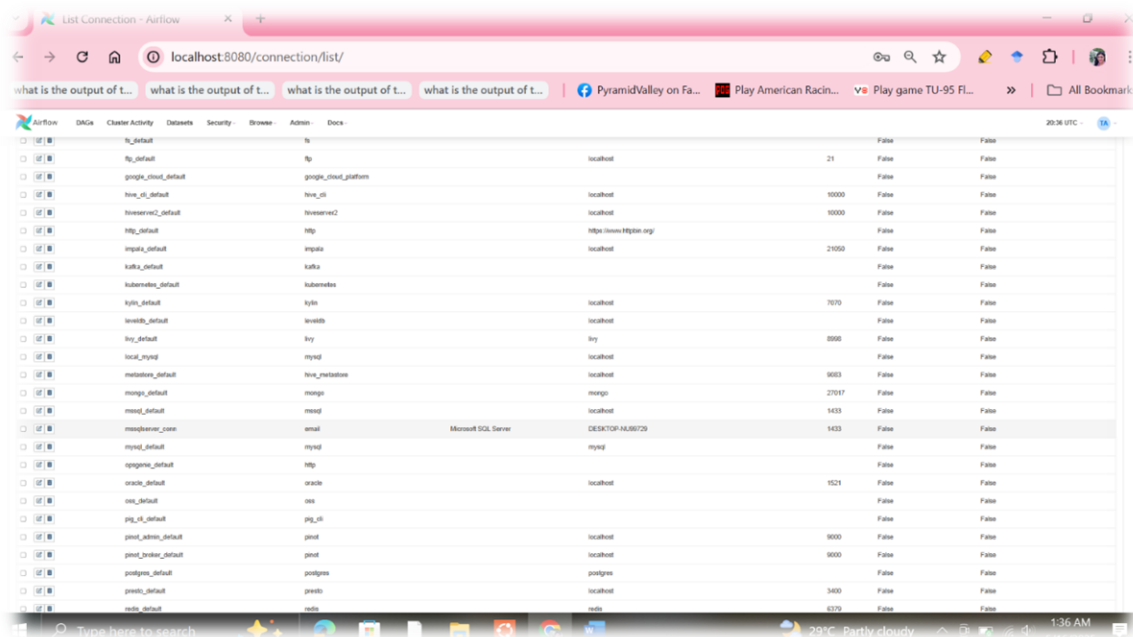 List Connection - Airflow
localhost:8080/connection/list/
what is the output of t... what is the output of t... what is the output of t... what is the output of t... PyramidValley on Fa... Play American Racin... Play game TU-95 Fl... » All Bookmark
Airflow DAGs Cluster Activity Datasets Security Browse Admin Docs 20:36 UTC TA
fs_default fs False False
ftp_default ftp localhost 21 False False
google_cloud_default google_cloud_platform False False
hive_cli_default hive_cli localhost 10000 False False
hiveserver2_default hiveserver2 localhost 10000 False False
http_default http https://www.httpbin.org/ False False
impala_default impala localhost 21050 False False
kafka_default kafka False False
kubernetes_default kubernetes False False
kylin_default kylin localhost 7070 False False
leveldb_default leveldb localhost False False
livy_default livy livy 8998 False False
local_mysql mysql localhost False False
metastore_default hive_metastore localhost 9083 False False
mongo_default mongo mongo 27017 False False
mssql_default mssql localhost 1433 False False
mssqlserver_conn email Microsoft SQL Server DESKTOP-NU99729 1433 False False
mysql_default mysql mysql False False
opsgenie_default http False False
oracle_default oracle localhost 1521 False False
oss_default oss False False
pig_cli_default pig_cli False False
pinot_admin_default pinot localhost 9000 False False
pinot_broker_default pinot localhost 9000 False False
postgres_default postgres postgres False False
presto_default presto localhost 3400 False False
redis_default redis redis 6379 False False
Type here to search 29°C Partly cloudy 1:36 AM